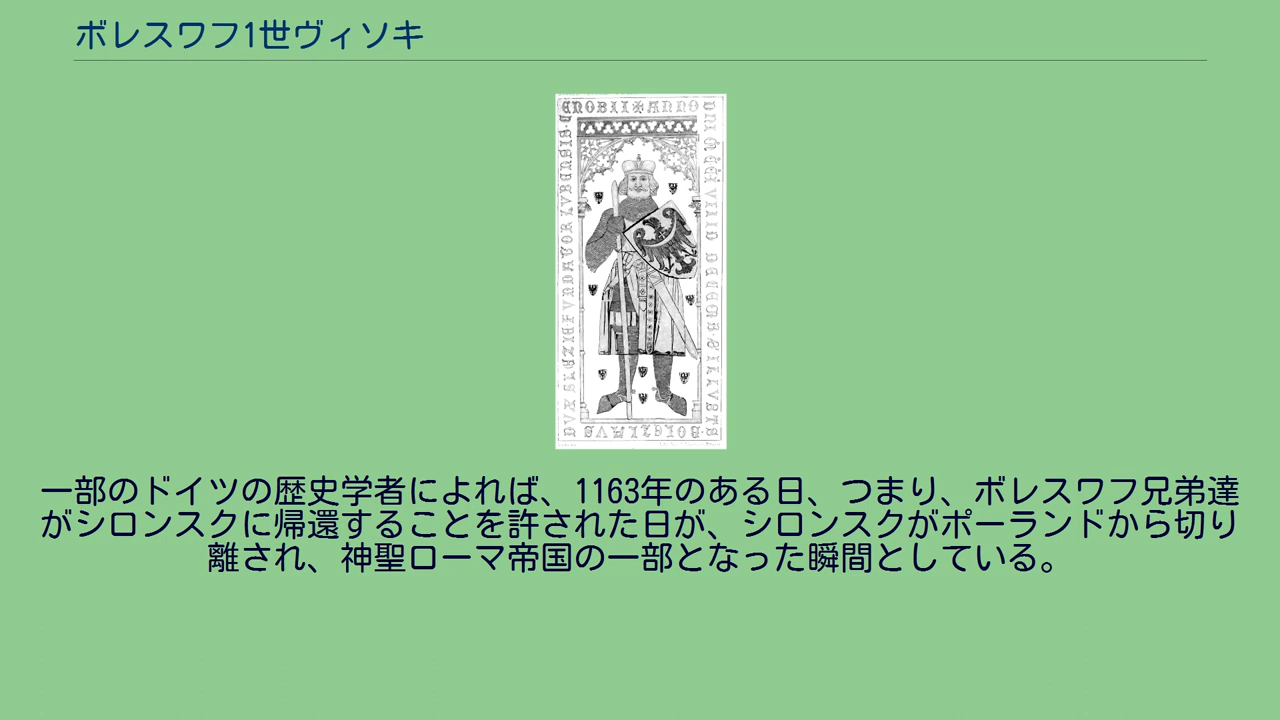 ボレスワフ1世ヴィソキ
一部のドイツの歴史学者によれば、1163年のある日、つまり、ボレスワフ兄弟達
がシロンスクに帰還することを許された日が、シロンスクがポーランドから切り
離され、神聖ローマ帝国の一部となった瞬間としている。